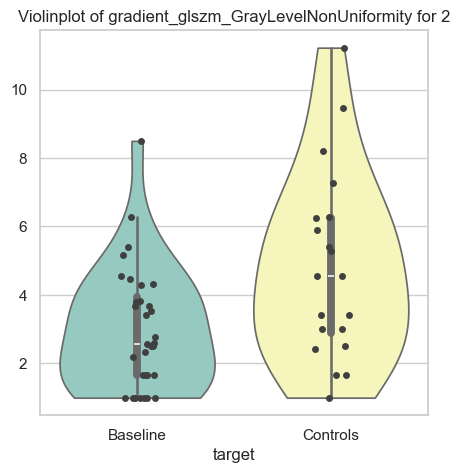 Violinplot of gradient_glszm_GrayLevelNonUniformity for 2
10
8
6
4
2
Baseline
Controls
target